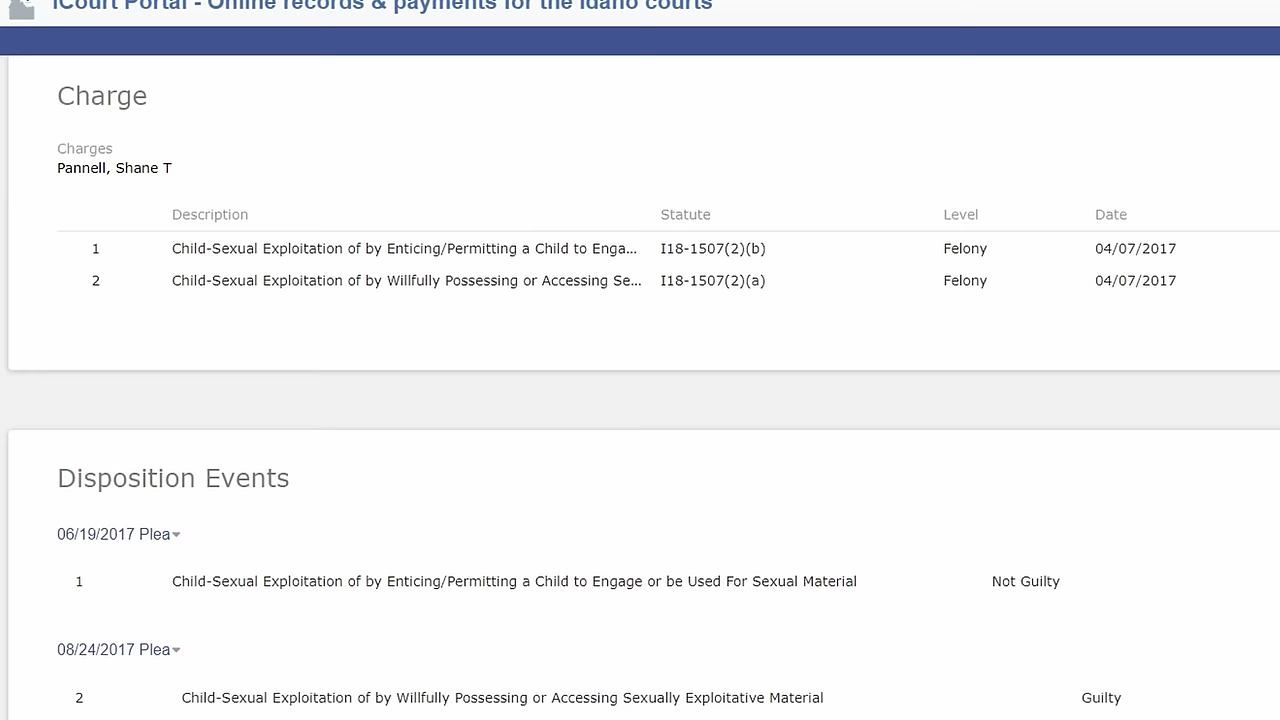 iCourt Portal - Online records & payments for the Idaho courts
Charge
Charges
Pannell, Shane T
Description Statute Level Date
1 Child-Sexual Exploitation of by Enticing/Permitting a Child to Enga... I18-1507(2)(b) Felony 04/07/2017
2 Child-Sexual Exploitation of by Willfully Possessing or Accessing Se... I18-1507(2)(a) Felony 04/07/2017
Disposition Events
06/19/2017 Plea
1 Child-Sexual Exploitation of by Enticing/Permitting a Child to Engage or be Used For Sexual Material Not Guilty
08/24/2017 Plea
2 Child-Sexual Exploitation of by Willfully Possessing or Accessing Sexually Exploitative Material Guilty